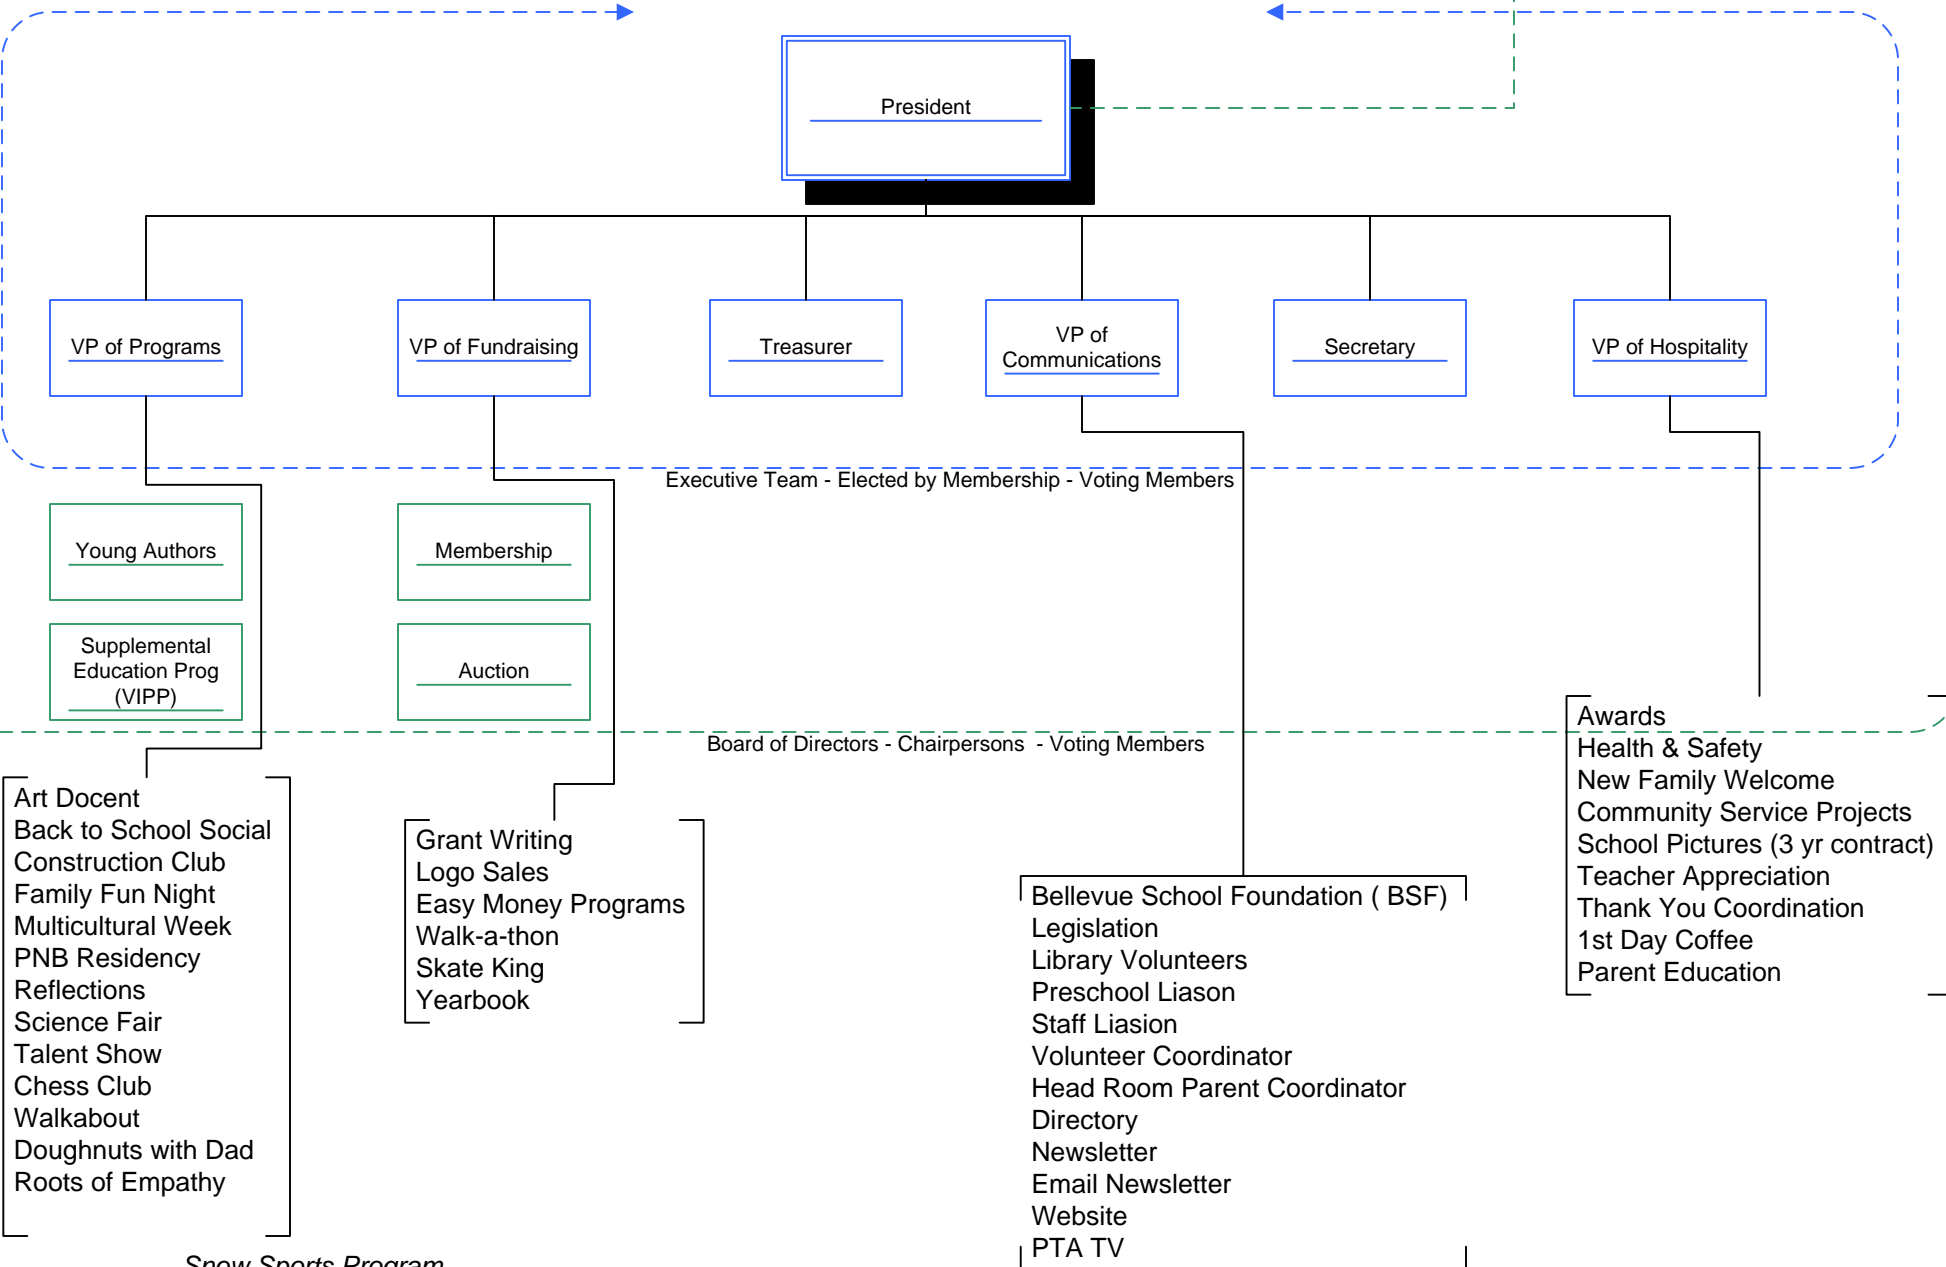 President
VP of Programs
VP of Fundraising
Treasurer
VP of
Communications
Secretary
VP of Hospitality
Executive Team - Elected by Membership - Voting Members
Young Authors
Membership
Supplemental
Education Prog
(VIPP)
Auction
Board of Directors - Chairpersons  - Voting Members
Art Docent
Back to School Social
Construction Club
Family Fun Night
Multicultural Week
PNB Residency
Reflections
Science Fair
Talent Show
Chess Club
Walkabout
Doughnuts with Dad
Roots of Empathy
Grant Writing
Logo Sales
Easy Money Programs
Walk-a-thon
Skate King
Yearbook
Bellevue School Foundation ( BSF)
Legislation
Library Volunteers
Preschool Liason
Staff Liasion
Volunteer Coordinator
Head Room Parent Coordinator
Directory
Newsletter
Email Newsletter
Website
PTA TV
Awards
Health & Safety
New Family Welcome
Community Service Projects
School Pictures (3 yr contract)
Teacher Appreciation
Thank You Coordination
1st Day Coffee
Parent Education
Snow Sports Program